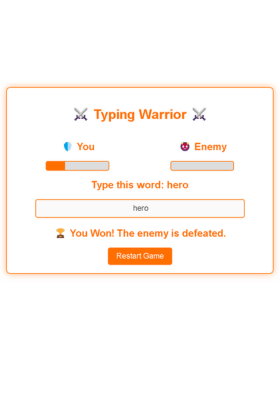 Typing Warrior
You
Enemy
Type this word: hero
hero
You Won! The enemy is defeated.
Restart Game